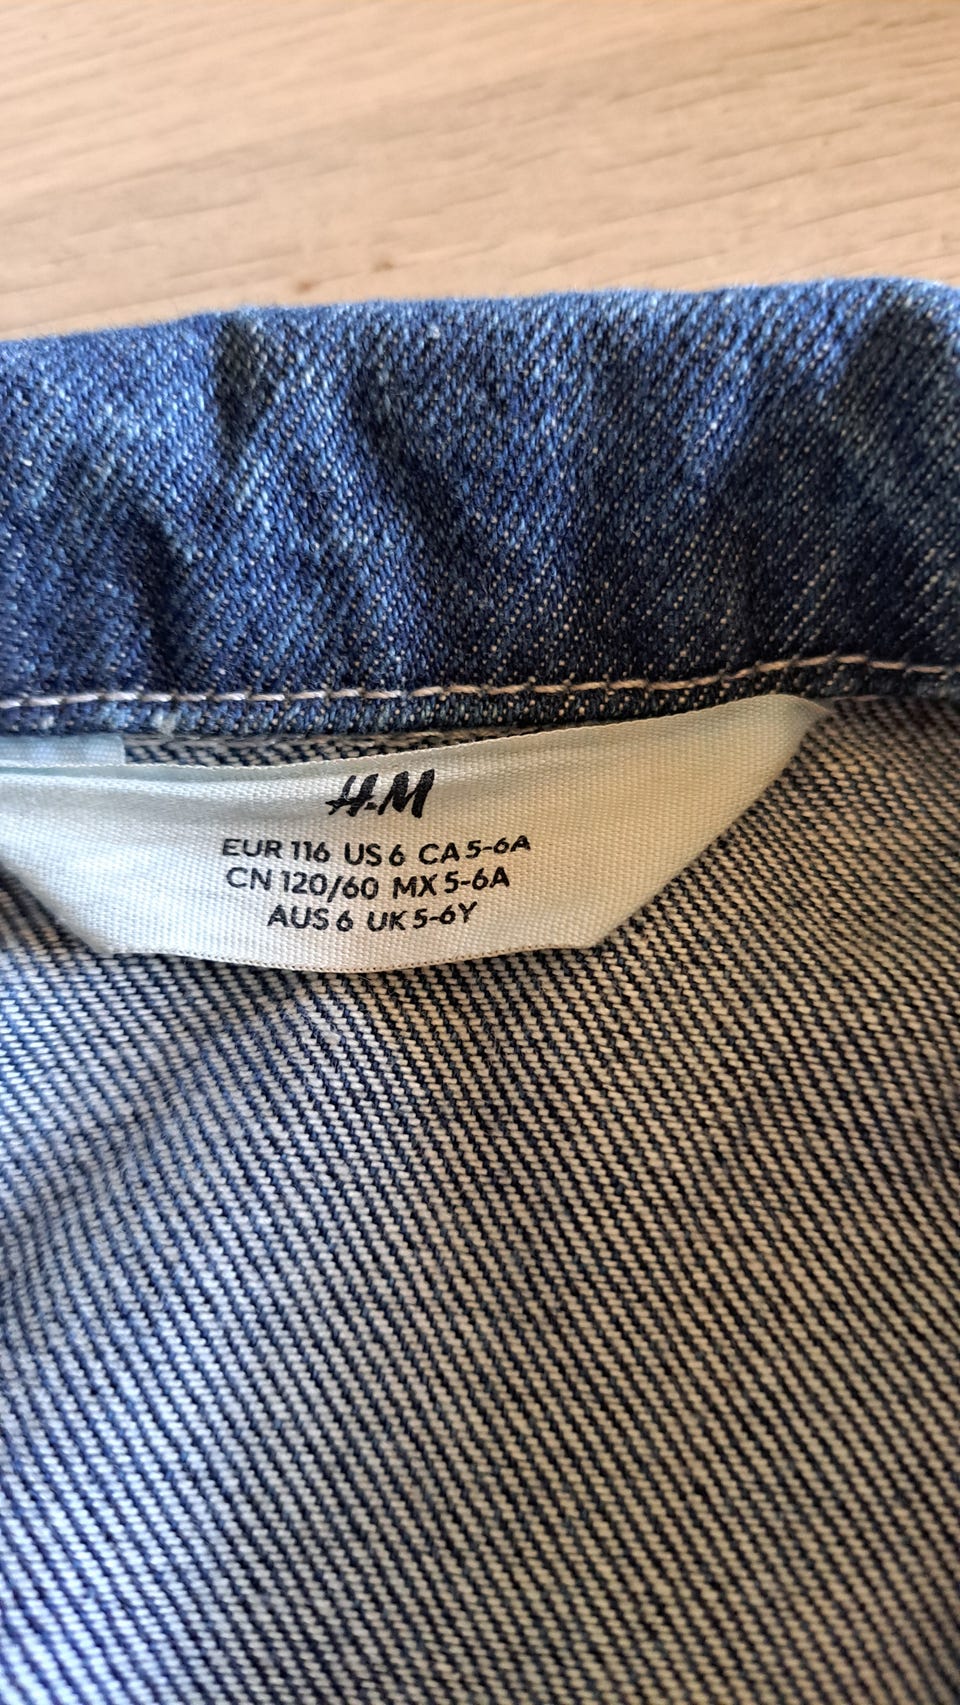 H&M
EUR 116 US 6 CA 5-6A
CN 120/60 MX 5-6A
AUS 6 UK 5-6Y